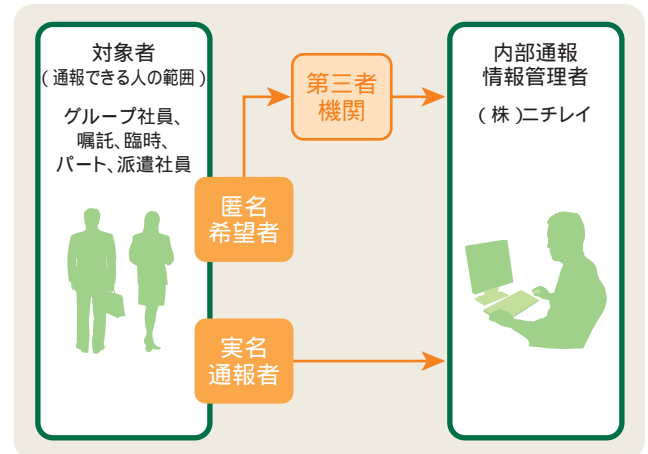 対象者
(通報できる人の範囲)
グループ社員、
嘱託、臨時、
パート、派遣社員
匿名
希望者
実名
通報者
第三者
機関
内部通報
情報管理者
(株)ニチレイ